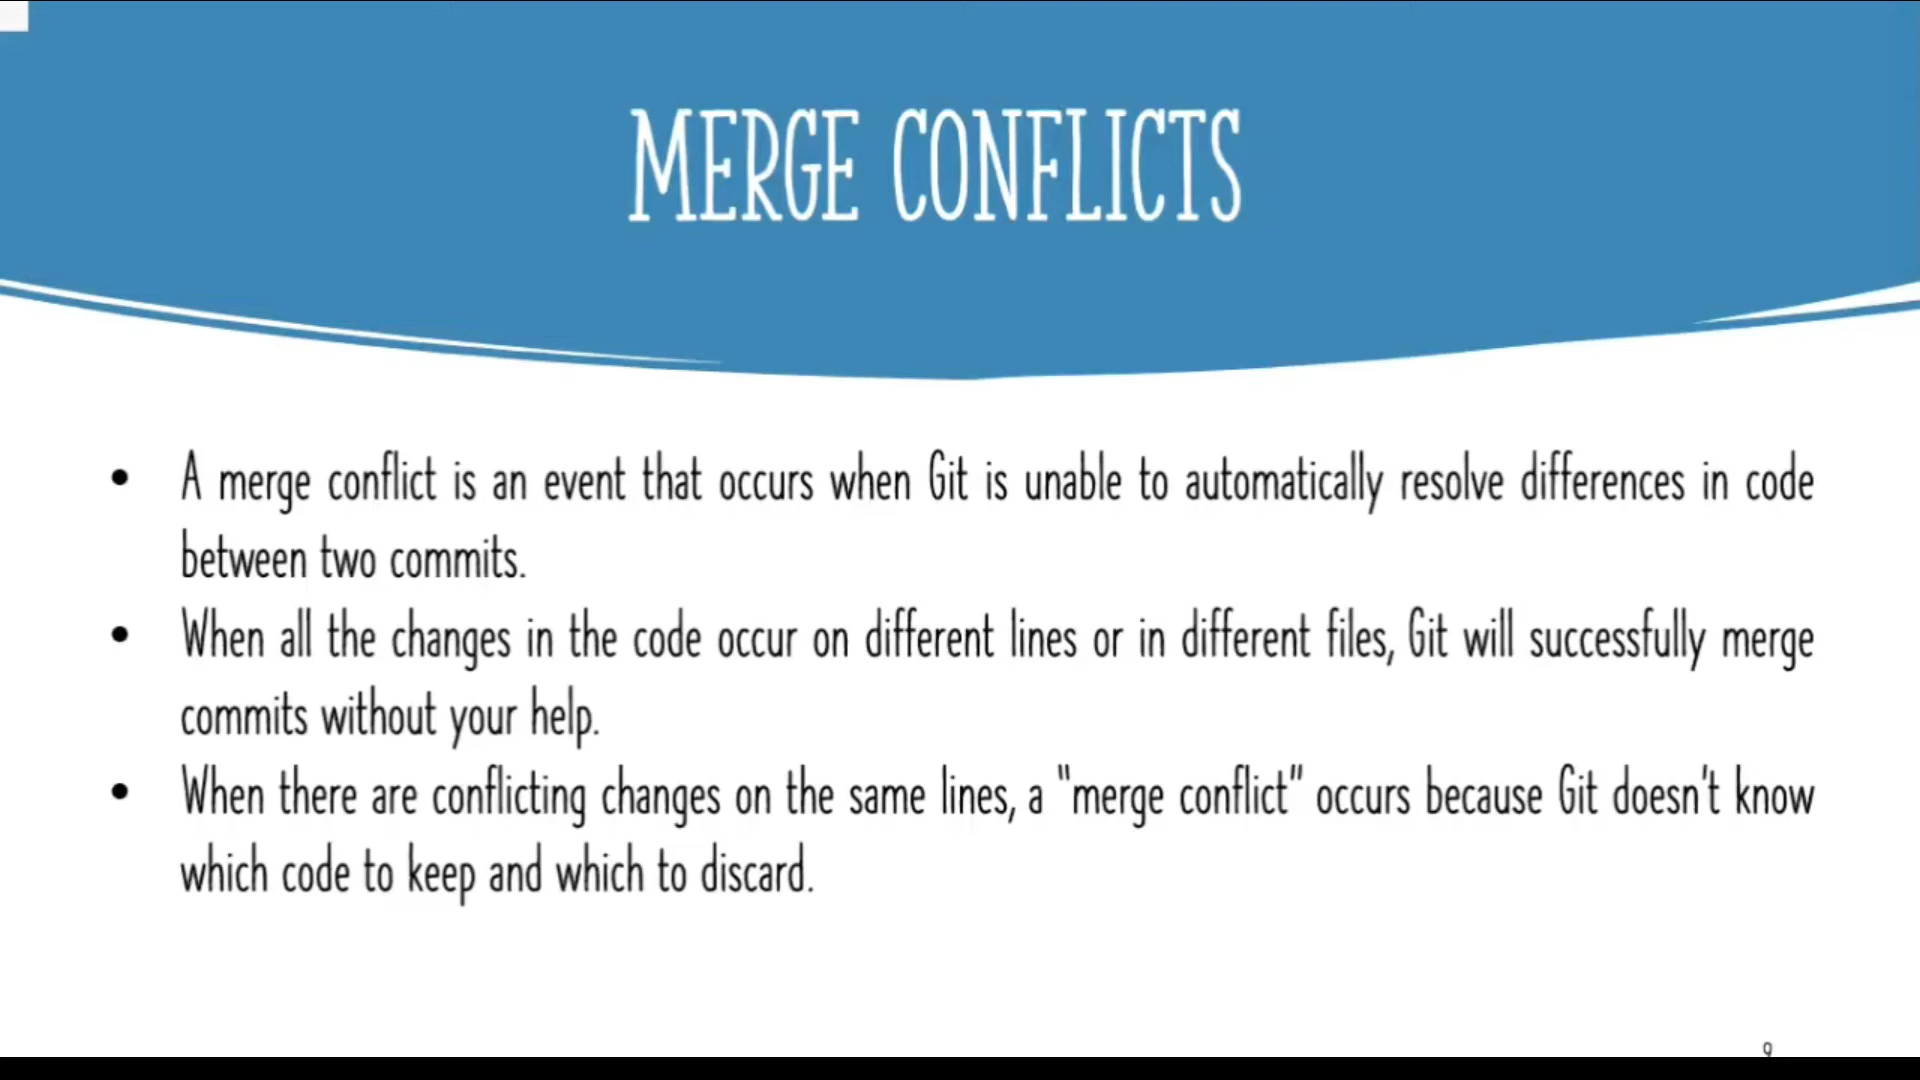 MERGE CONFLICTS
• A merge conflict is an event that occurs when Git is unable to automatically resolve differences in code
between two commits.
• When all the changes in the code occur on different lines or in different files, Git will successfully merge
commits without your help.
• When there are conflicting changes on the same lines, a "merge conflict" occurs because Git doesn't know
which code to keep and which to discard.
9